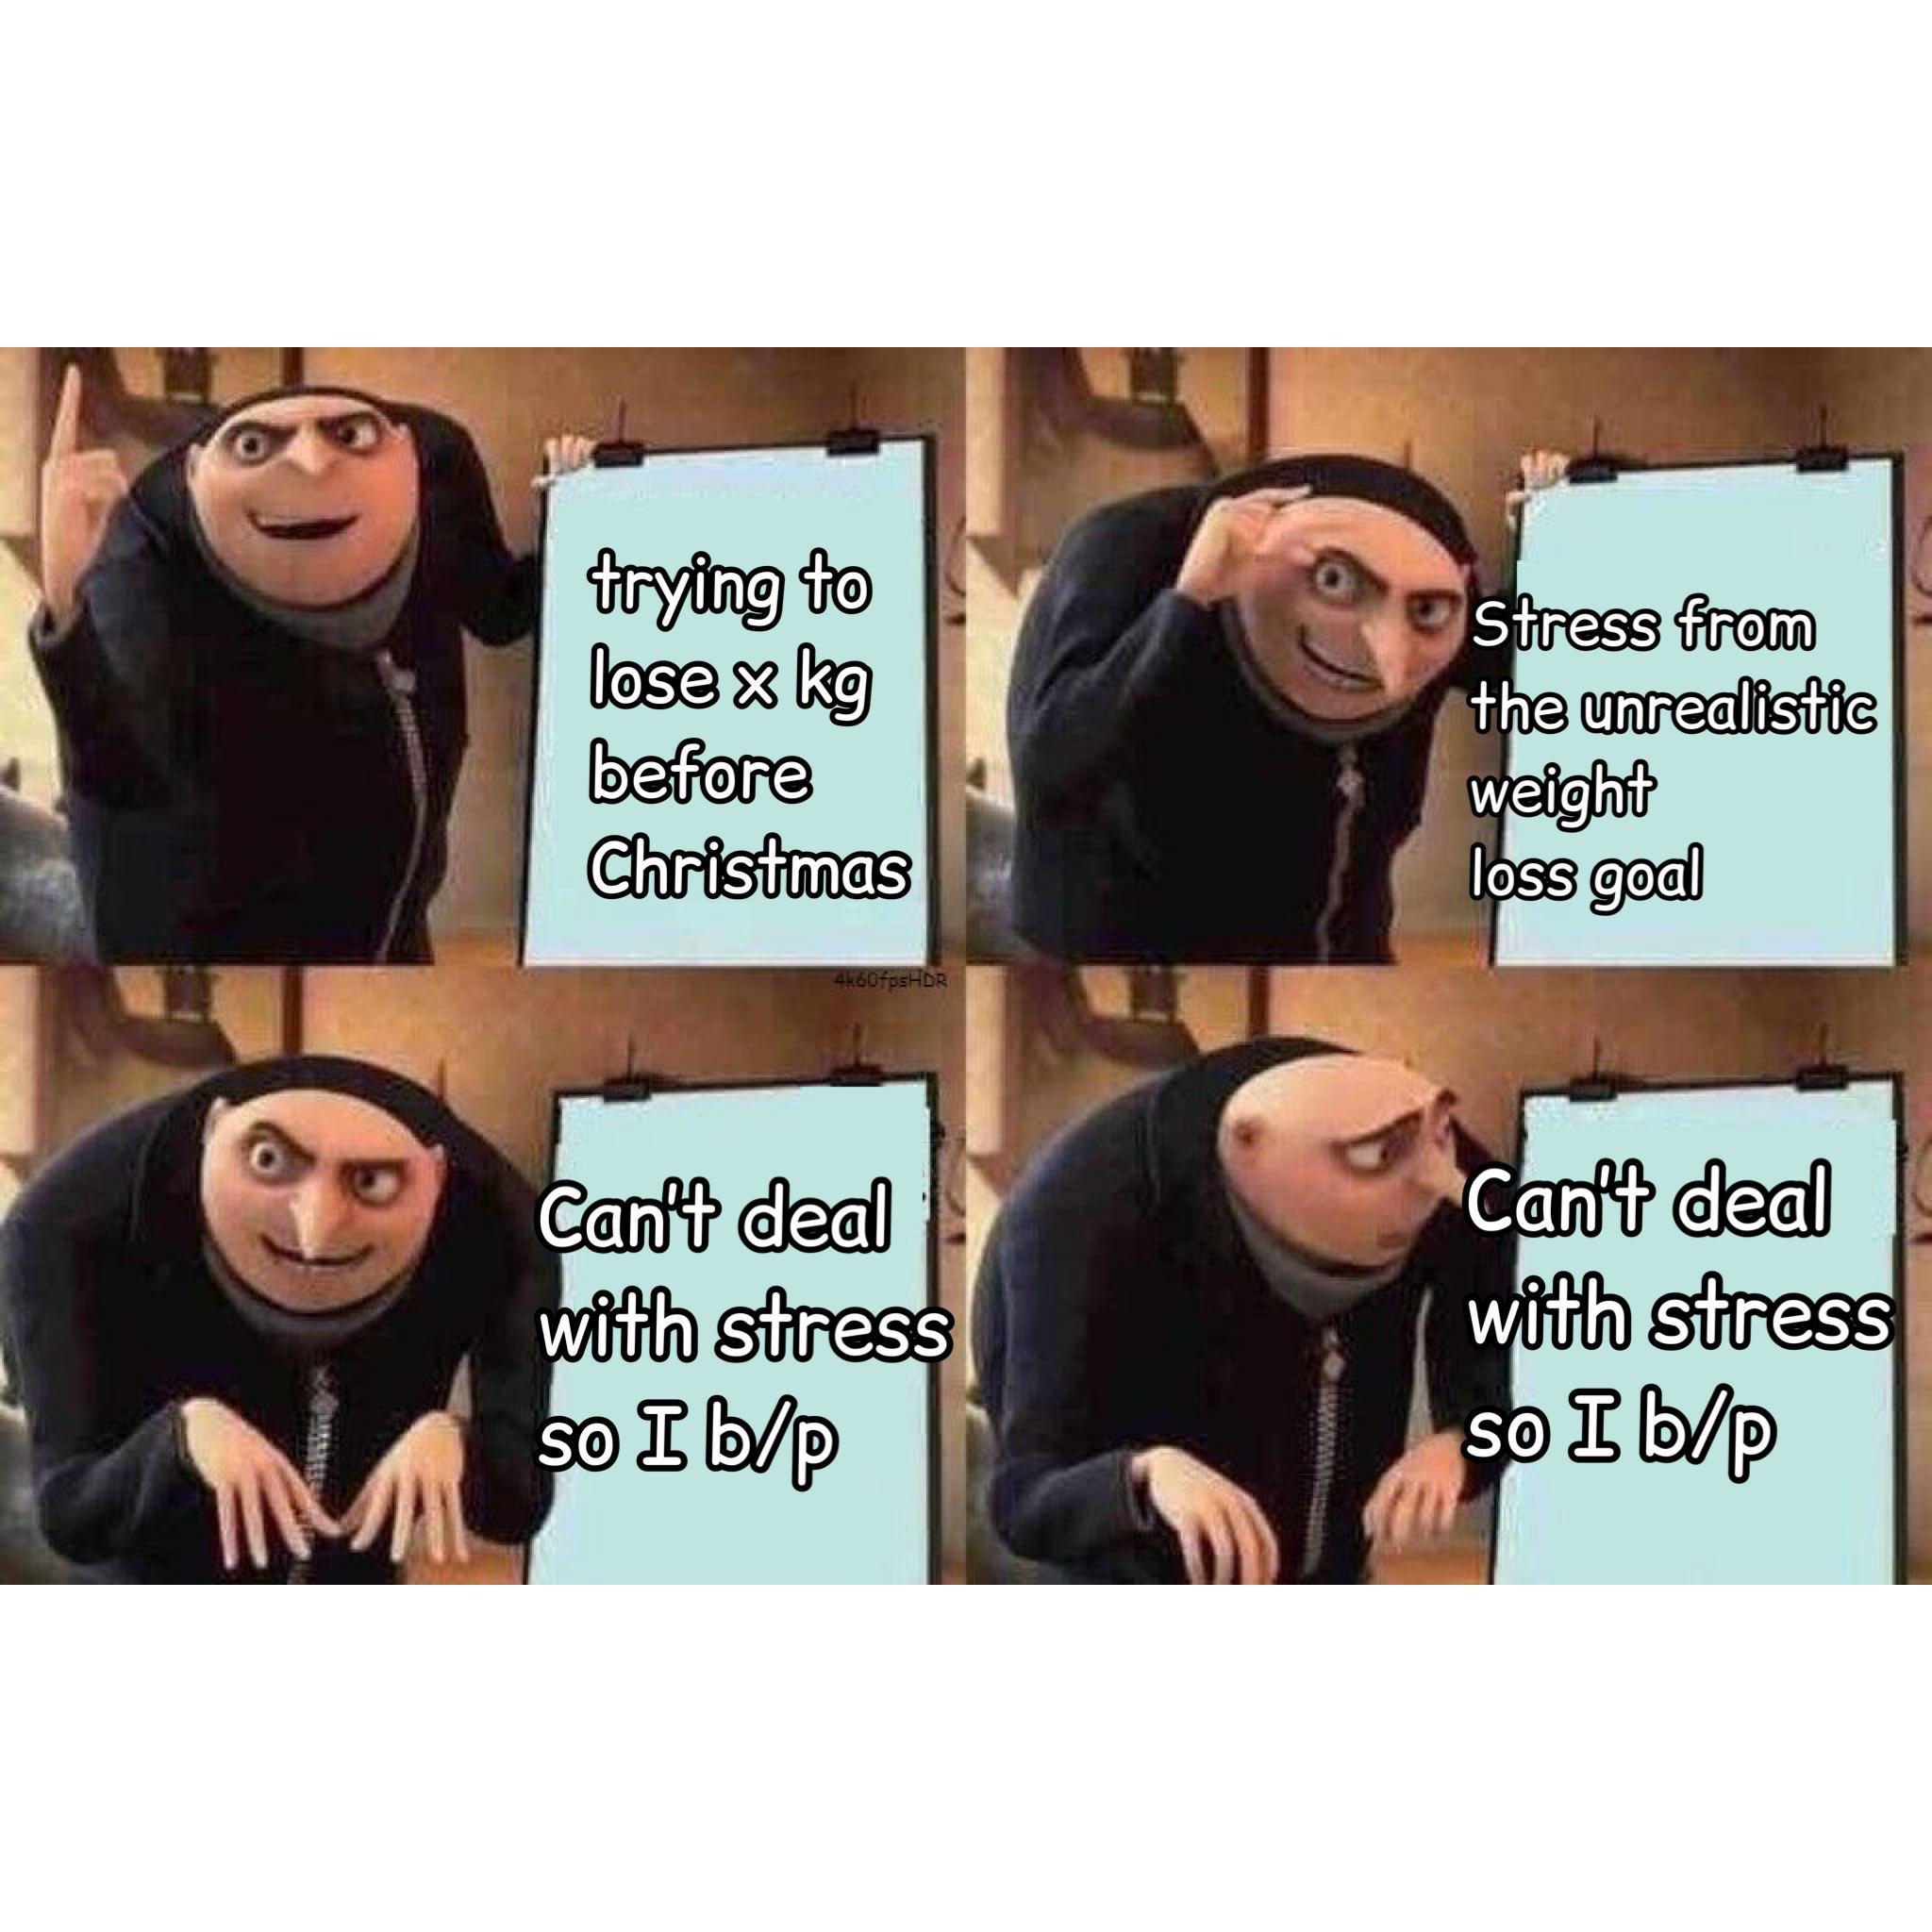 trying to
lose x kg
before
Christmas
Stress from
the unrealistic
weight
loss goal
4k60fpsHDR
Can't deal
with stress
so I b/p
Can't deal
with stress
so I b/p